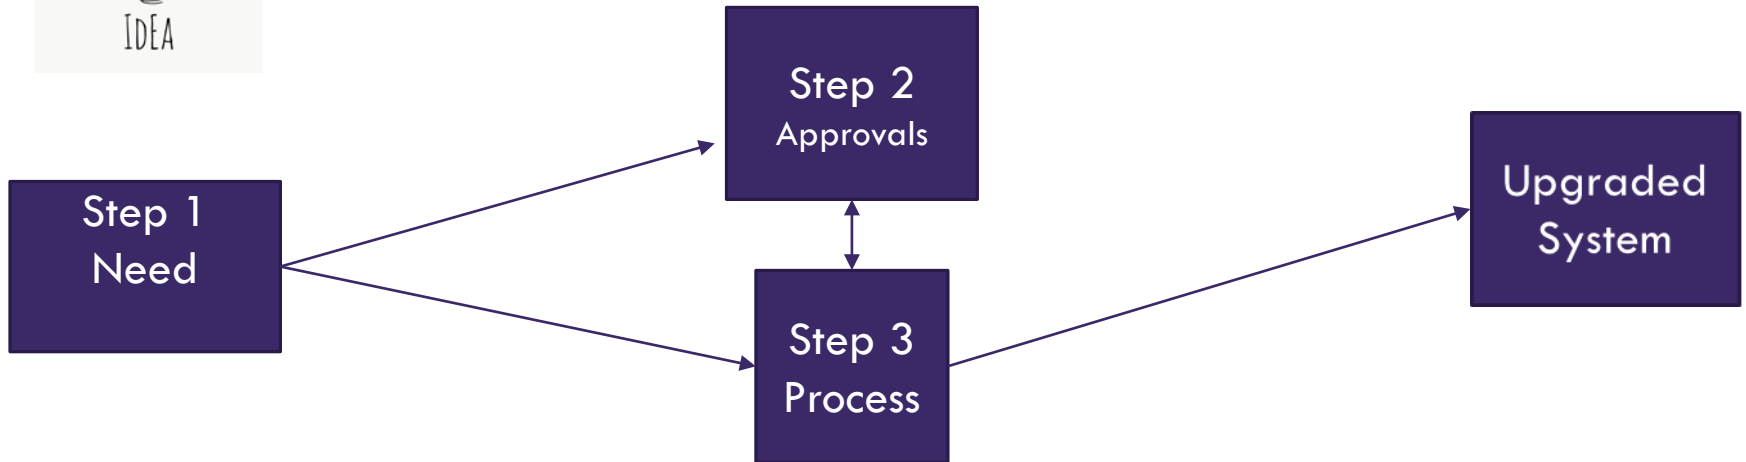 IDEA
Step 1
Need
Step 2
Approvals
Step 3
Process
Upgraded
System